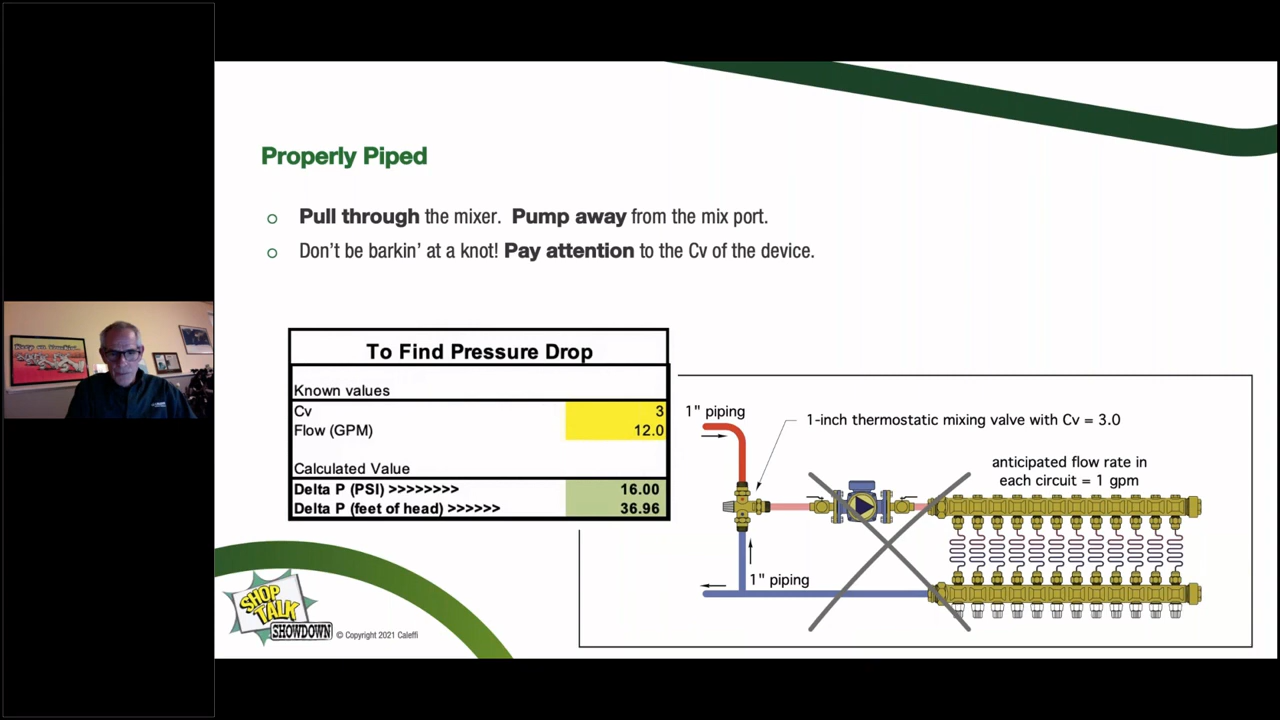 Properly Piped
Pull through the mixer. Pump away from the mix port.
Don't be barkin' at a knot! Pay attention to the Cv of the device.
To Find Pressure Drop
Known values
Cv 3
Flow (GPM) 12.0
Calculated Value
Delta P (PSI) >>>>>>>> 16.00
Delta P (feet of head) >>>>>> 36.96
1" piping
1-inch thermostatic mixing valve with Cv = 3.0
anticipated flow rate in
each circuit = 1 gpm
1" piping
SHOP
TALK
SHOWDOWN
© Copyright 2021 Caleffi